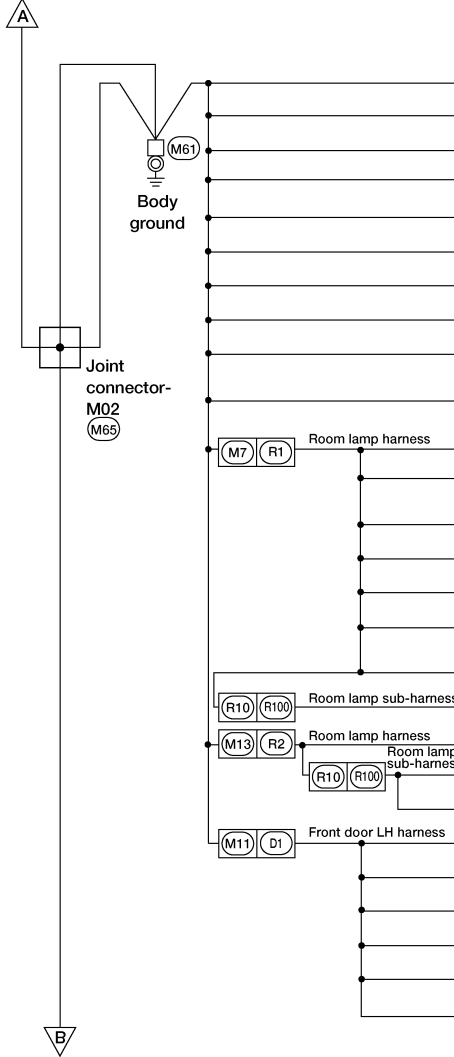 A
M61
Body
ground
Joint
connector-
M02
M65
Room lamp harness
M7 R1
Room lamp sub-harness
R10 R100
Room lamp harness
M13 R2
Room lamp
sub-harnes
R10 R100
Front door LH harness
M11 D1
B